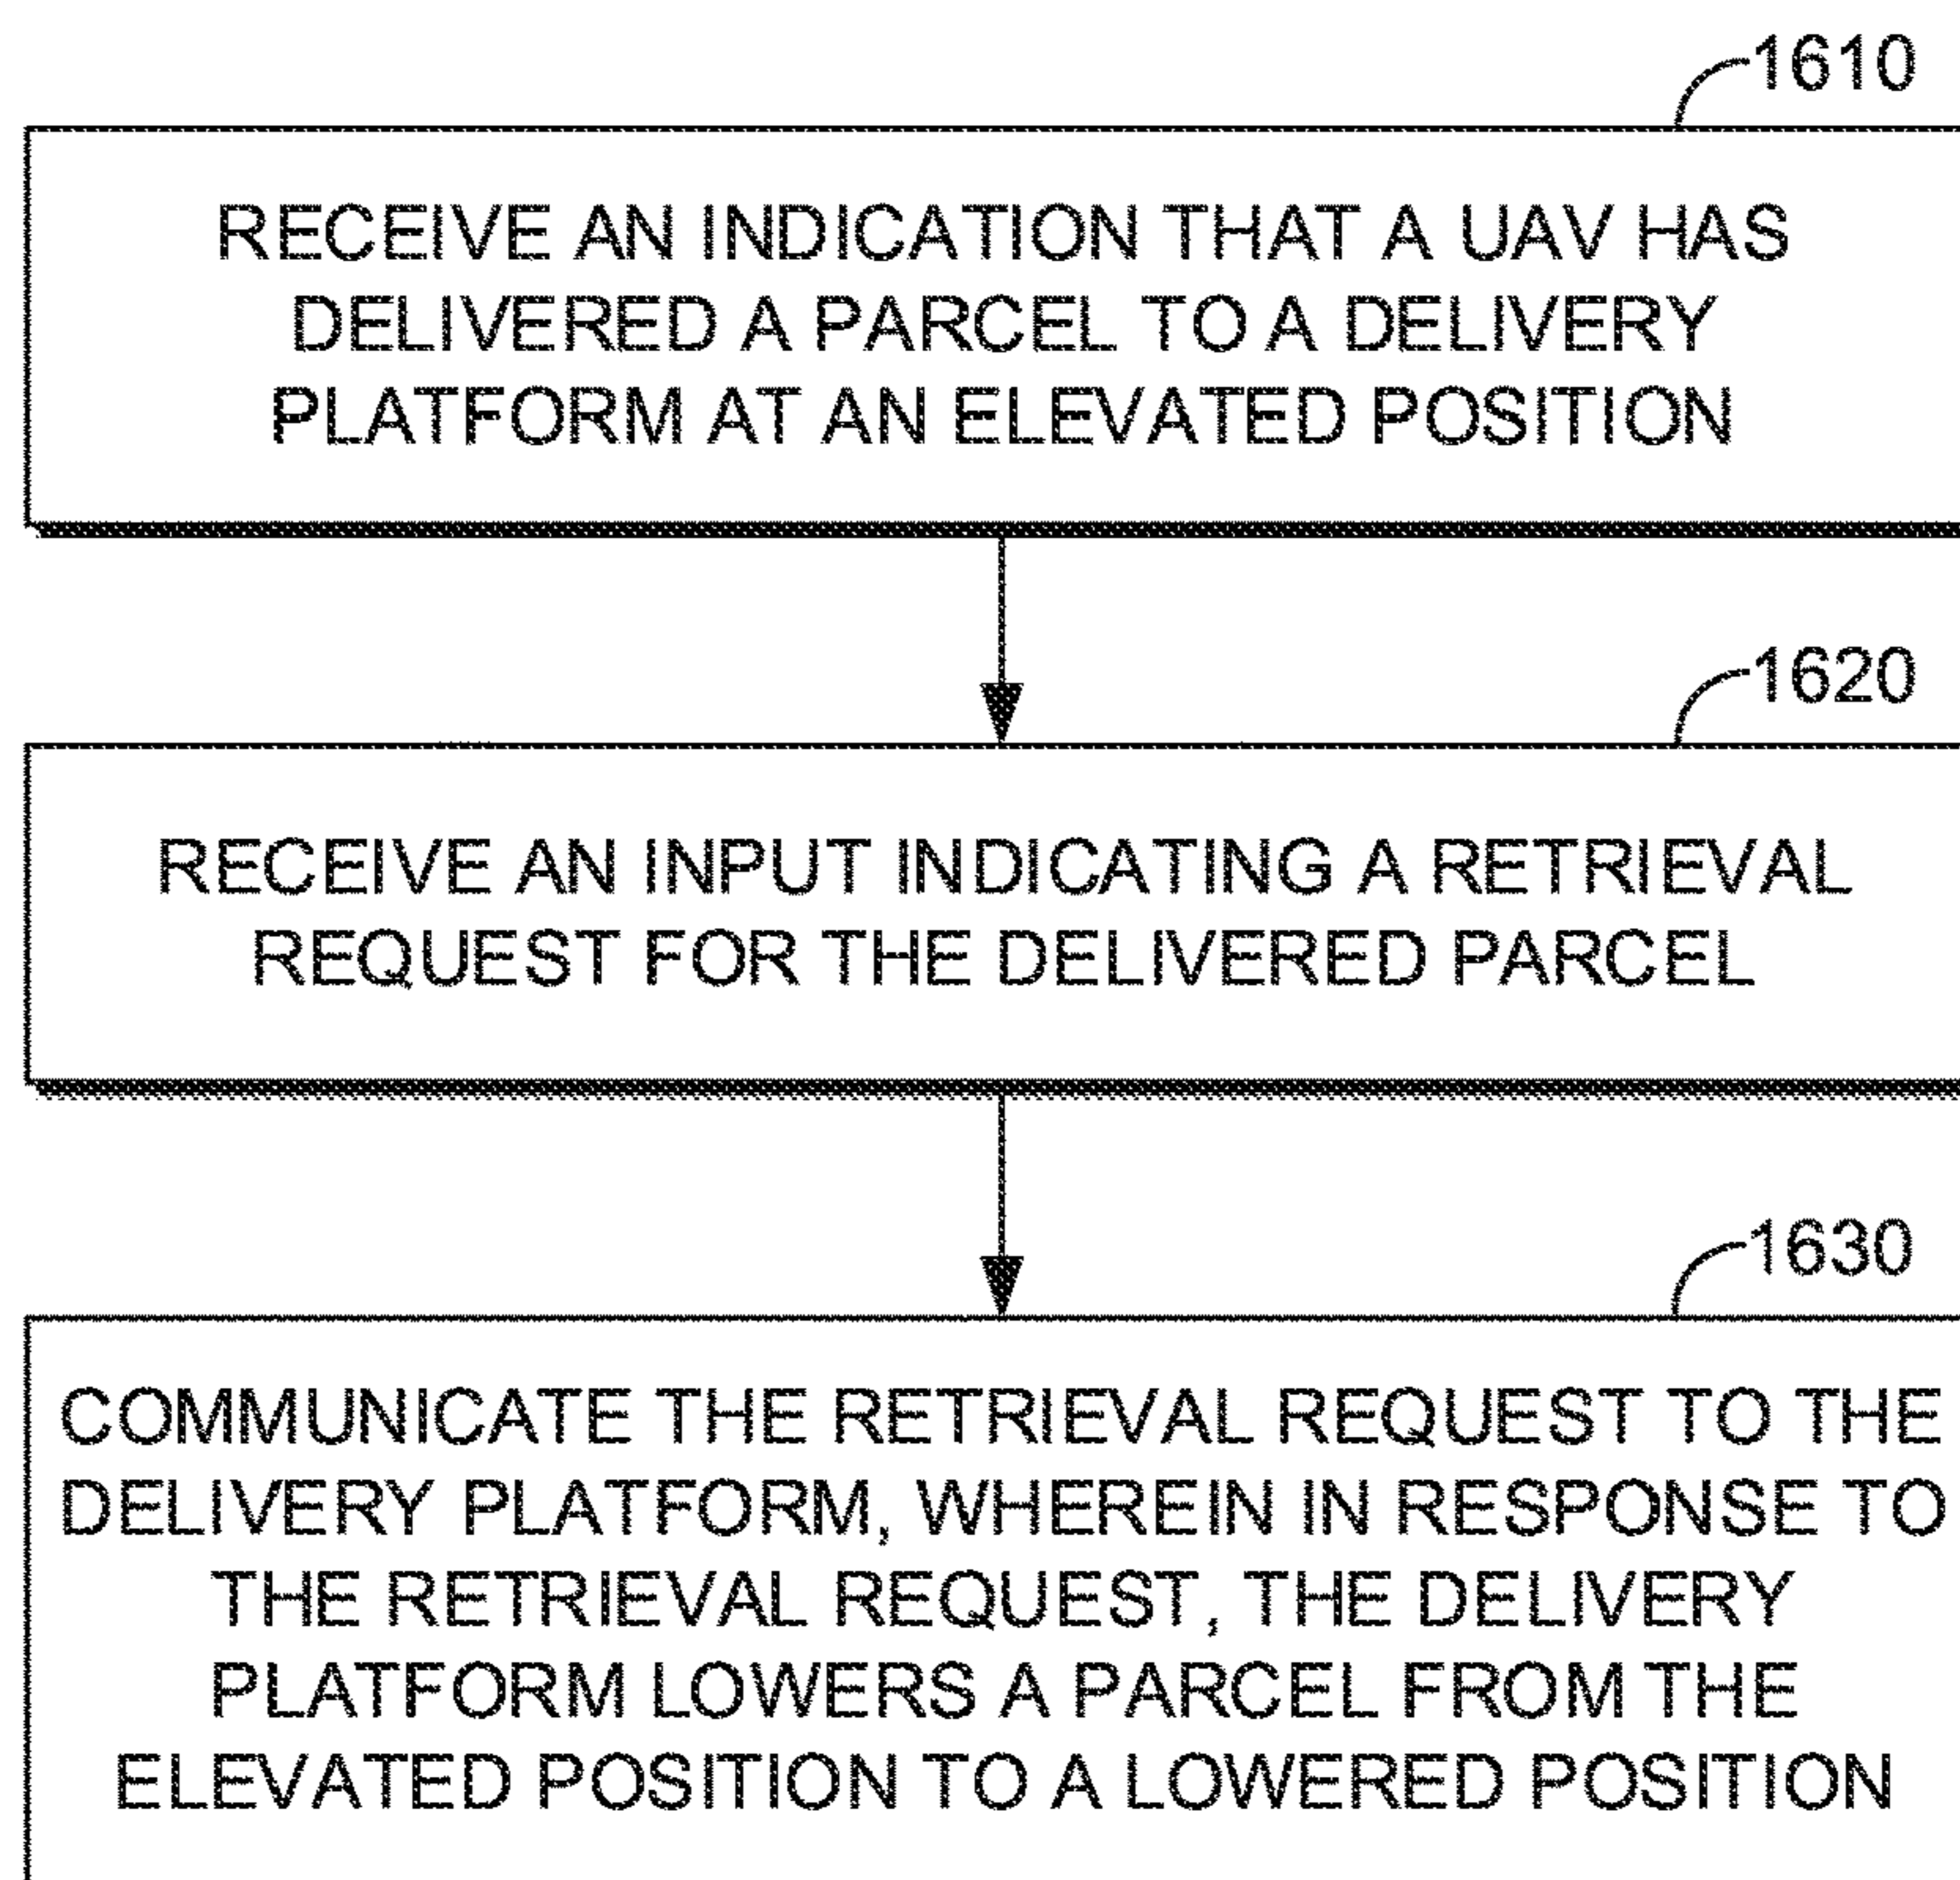 1610
RECEIVE AN INDICATION THAT A UAV HAS
DELIVERED A PARCEL TO A DELIVERY
PLATFORM AT AN ELEVATED POSITION
1620
RECEIVE AN INPUT INDICATING A RETRIEVAL
REQUEST FOR THE DELIVERED PARCEL
1630
COMMUNICATE THE RETRIEVAL REQUEST TO THE
DELIVERY PLATFORM, WHEREIN IN RESPONSE TO
THE RETRIEVAL REQUEST, THE DELIVERY
PLATFORM LOWERS A PARCEL FROM THE
ELEVATED POSITION TO A LOWERED POSITION